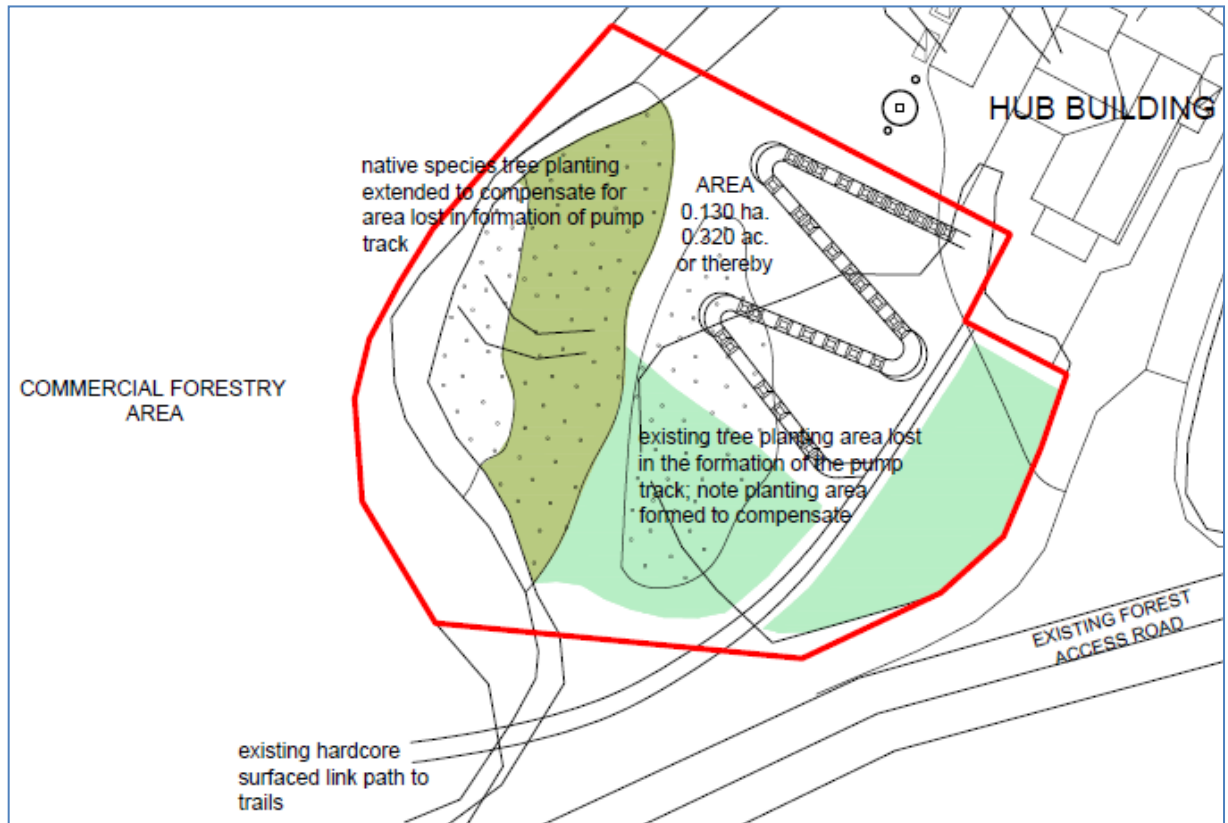 HUB BUILDING
native species tree planting
extended to compensate for
area lost in formation of pump
track
AREA
0.130 ha.
0.320 ac.
or thereby
COMMERCIAL FORESTRY
AREA
existing tree planting area lost
in the formation of the pump
track; note planting area
formed to compensate
EXISTING FOREST
ACCESS ROAD
existing hardcore
surfaced link path to
trails